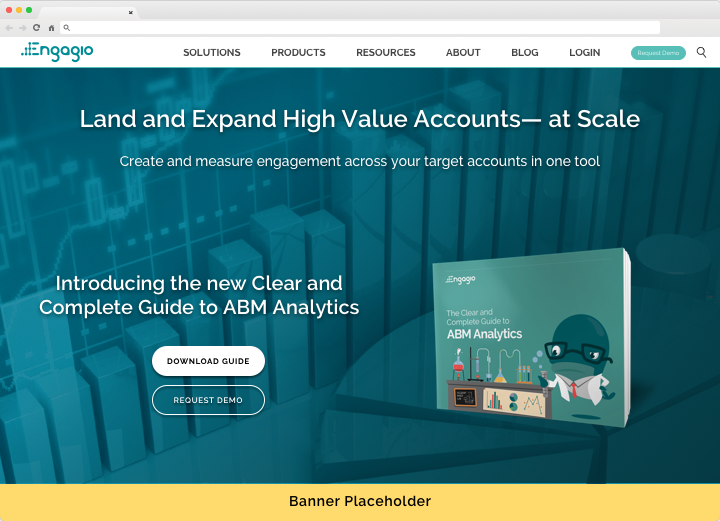 Engagio
SOLUTIONS
PRODUCTS
RESOURCES
ABOUT
BLOG
LOGIN
Request Demo
Land and Expand High Value Accounts— at Scale
Create and measure engagement across your target accounts in one tool
Introducing the new Clear and
Complete Guide to ABM Analytics
DOWNLOAD GUIDE
REQUEST DEMO
Engagio
The Clear and
Complete Guide to
ABM Analytics
Banner Placeholder